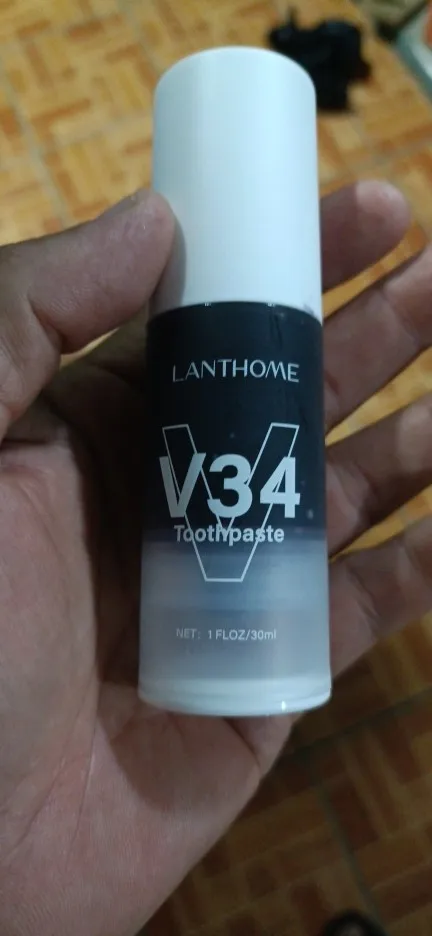 LANTHOME
V34
Toothpaste
NET: 1 FLOZ/30ml